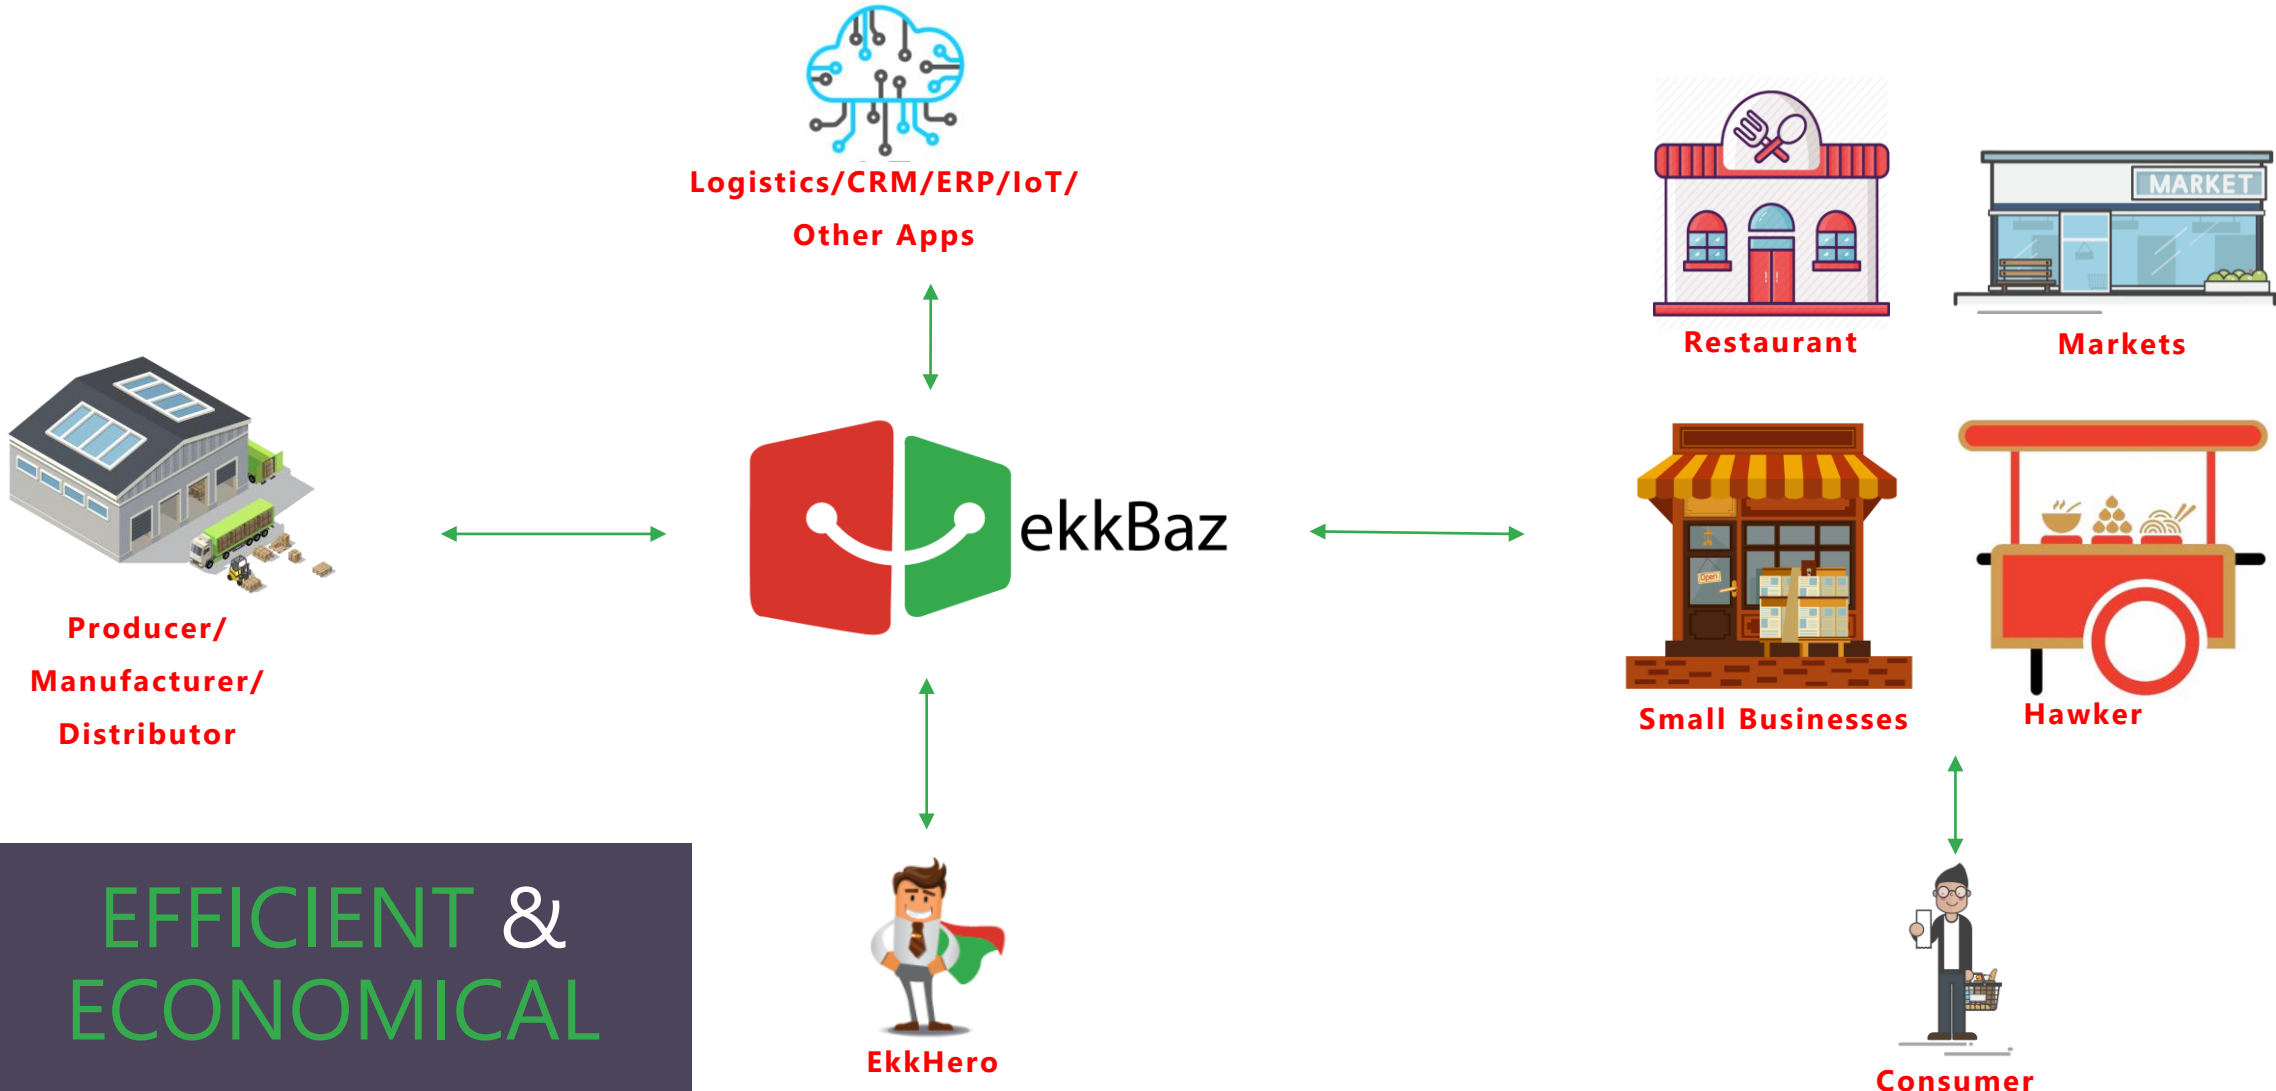 Logistics/CRM/ERP/IoT/
Other Apps
MARKET
Restaurant
Markets
ekkBaz
Producer/
Manufacturer/
Distributor
Open
Small Businesses
Hawker
EFFICIENT &
ECONOMICAL
EkkHero
Consumer